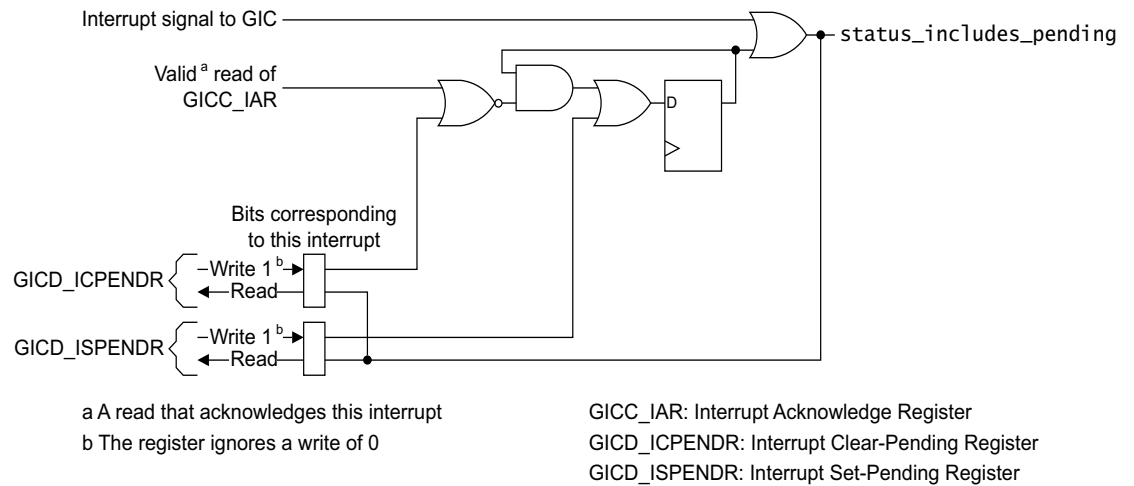 Interrupt signal to GIC
status_includes_pending
Valid a read of
GICC_IAR
D
Bits corresponding
to this interrupt
GICD_ICPENDR
Write 1 b
Read
GICD_ISPENDR
Write 1 b
Read
a A read that acknowledges this interrupt
b The register ignores a write of 0
GICC_IAR: Interrupt Acknowledge Register
GICD_ICPENDR: Interrupt Clear-Pending Register
GICD_ISPENDR: Interrupt Set-Pending Register